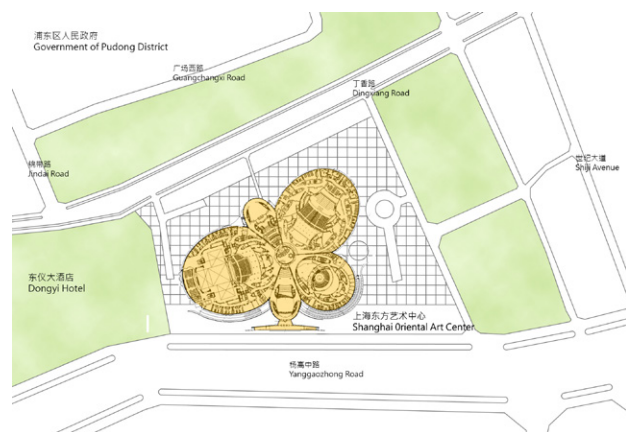 浦东区人民政府
Government of Pudong District
广场西路
Guangchangxi Road
丁香路
Dingxiang Road
世纪大道
Shiji Avenue
锦带路
Jindai Road
东仪大酒店
Dongyi Hotel
上海东方艺术中心
Shanghai Oriental Art Center
杨高中路
Yanggaozhong Road